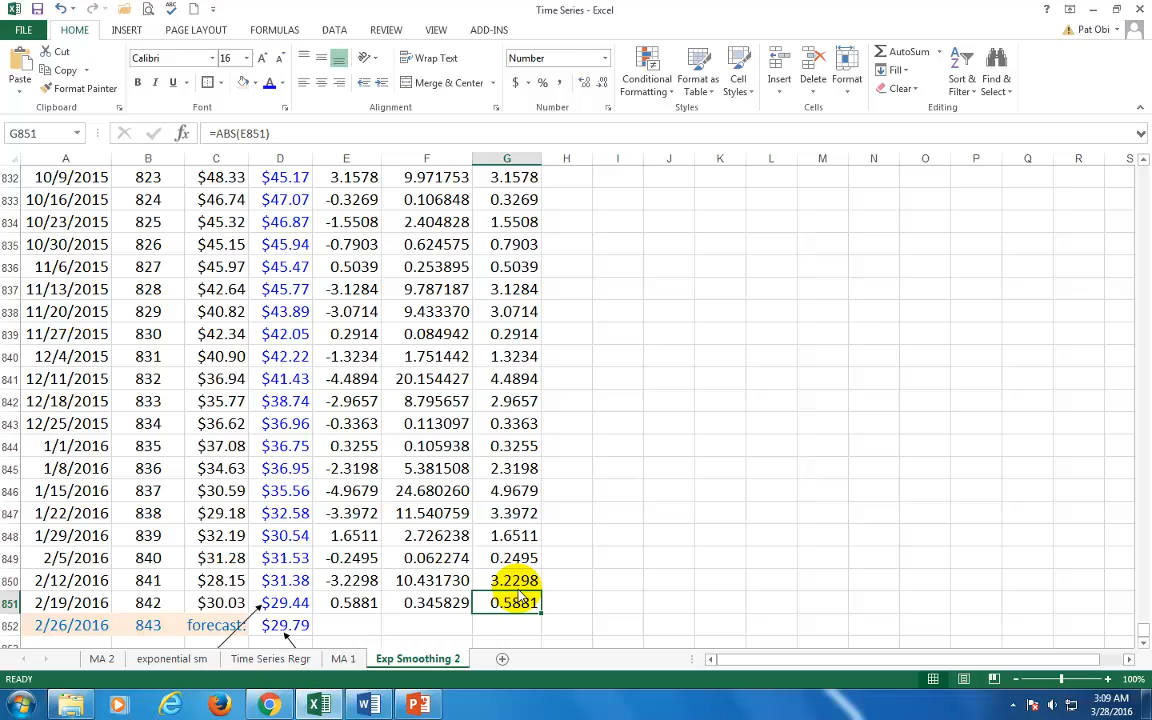 Time Series - Excel
FILE HOME INSERT PAGE LAYOUT FORMULAS DATA REVIEW VIEW ADD-INS Pat Obi
Paste Cut Copy Format Painter Clipboard
Calibri 16 B I U A Font
Wrap Text Merge & Center Alignment
Number $ % , Number
Conditional Formatting Format as Table Cell Styles Styles
Insert Delete Format Cells
AutoSum Fill Clear Sort & Filter Find & Select Editing
G851 fx =ABS(E851)
A B C D E F G H I J K L M N O P Q R S
832 10/9/2015 823 $48.33 $45.17 3.1578 9.971753 3.1578
833 10/16/2015 824 $46.74 $47.07 -0.3269 0.106848 0.3269
834 10/23/2015 825 $45.32 $46.87 -1.5508 2.404828 1.5508
835 10/30/2015 826 $45.15 $45.94 -0.7903 0.624575 0.7903
836 11/6/2015 827 $45.97 $45.47 0.5039 0.253895 0.5039
837 11/13/2015 828 $42.64 $45.77 -3.1284 9.787187 3.1284
838 11/20/2015 829 $40.82 $43.89 -3.0714 9.433370 3.0714
839 11/27/2015 830 $42.34 $42.05 0.2914 0.084942 0.2914
840 12/4/2015 831 $40.90 $42.22 -1.3234 1.751442 1.3234
841 12/11/2015 832 $36.94 $41.43 -4.4894 20.154427 4.4894
842 12/18/2015 833 $35.77 $38.74 -2.9657 8.795657 2.9657
843 12/25/2015 834 $36.62 $36.96 -0.3363 0.113097 0.3363
844 1/1/2016 835 $37.08 $36.75 0.3255 0.105938 0.3255
845 1/8/2016 836 $34.63 $36.95 -2.3198 5.381508 2.3198
846 1/15/2016 837 $30.59 $35.56 -4.9679 24.680260 4.9679
847 1/22/2016 838 $29.18 $32.58 -3.3972 11.540759 3.3972
848 1/29/2016 839 $32.19 $30.54 1.6511 2.726238 1.6511
849 2/5/2016 840 $31.28 $31.53 -0.2495 0.062274 0.2495
850 2/12/2016 841 $28.15 $31.38 -3.2298 10.431730 3.2298
851 2/19/2016 842 $30.03 $29.44 0.5881 0.345829 0.5881
852 2/26/2016 843 forecast: $29.79
MA 2 exponential sm Time Series Regr MA 1 Exp Smoothing 2
READY 100%
3:09 AM
3/28/2016